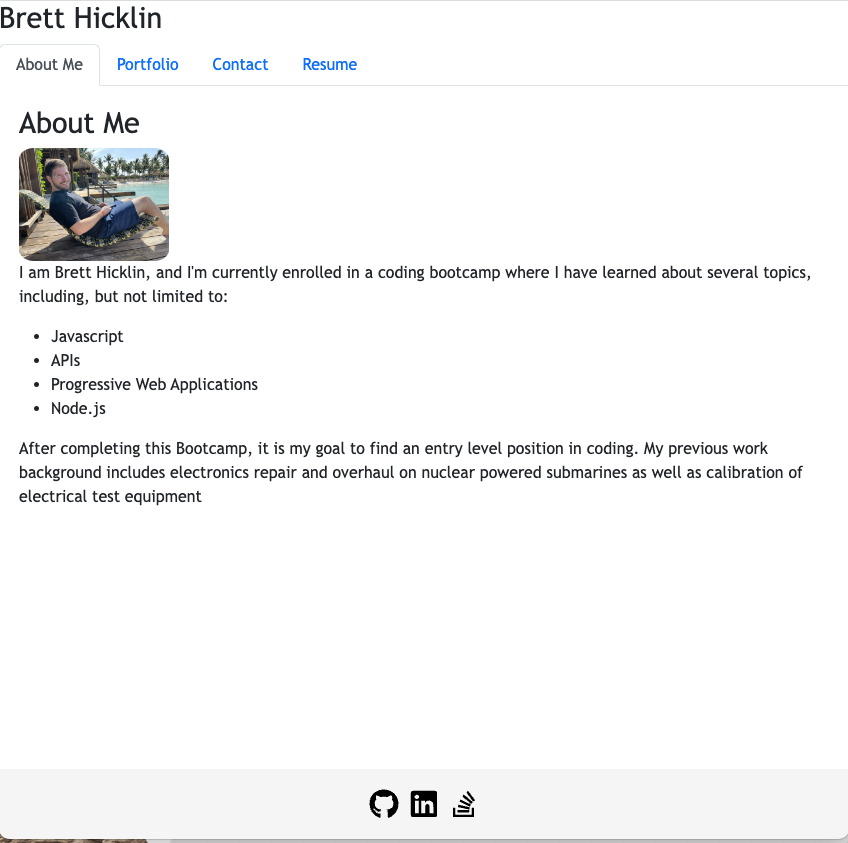 Brett Hicklin
About Me Portfolio Contact Resume
About Me
I am Brett Hicklin, and I'm currently enrolled in a coding bootcamp where I have learned about several topics,
including, but not limited to:
• Javascript
• APIs
• Progressive Web Applications
• Node.js
After completing this Bootcamp, it is my goal to find an entry level position in coding. My previous work
background includes electronics repair and overhaul on nuclear powered submarines as well as calibration of
electrical test equipment
in